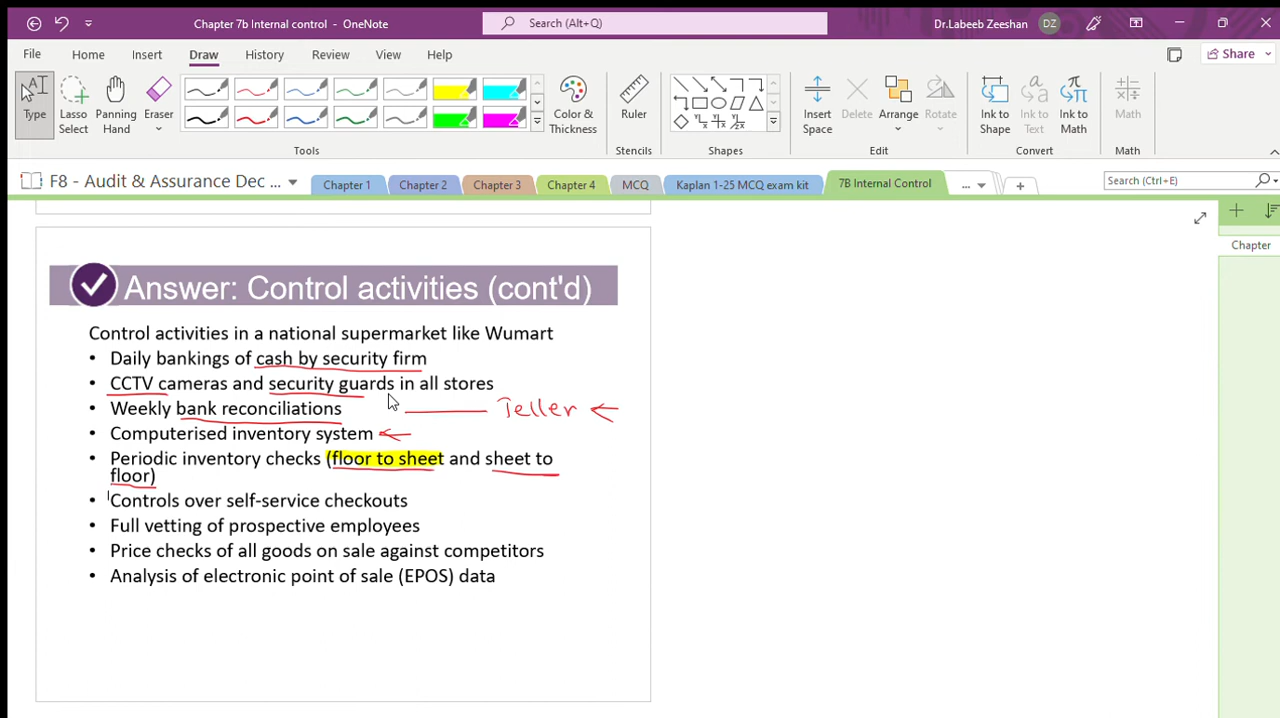 Chapter 7b Internal control - OneNote
Search (Alt+Q)
Dr.Labeeb Zeeshan
DZ
File Home Insert Draw History Review View Help
Share
Type
Lasso Select
Panning Hand
Eraser
Color & Thickness
Ruler
Insert Space
Delete
Arrange
Rotate
Ink to Shape
Ink to Text
Ink to Math
Math
Tools
Stencils
Shapes
Edit
Convert
Math
F8 - Audit & Assurance Dec ...
Chapter 1
Chapter 2
Chapter 3
Chapter 4
MCQ
Kaplan 1-25 MCQ exam kit
7B Internal Control
...
Search (Ctrl+E)
Chapter
Answer: Control activities (cont'd)
Control activities in a national supermarket like Wumart
• Daily bankings of cash by security firm
• CCTV cameras and security guards in all stores
• Weekly bank reconciliations Teller
• Computerised inventory system
• Periodic inventory checks (floor to sheet and sheet to
floor)
• Controls over self-service checkouts
• Full vetting of prospective employees
• Price checks of all goods on sale against competitors
• Analysis of electronic point of sale (EPOS) data